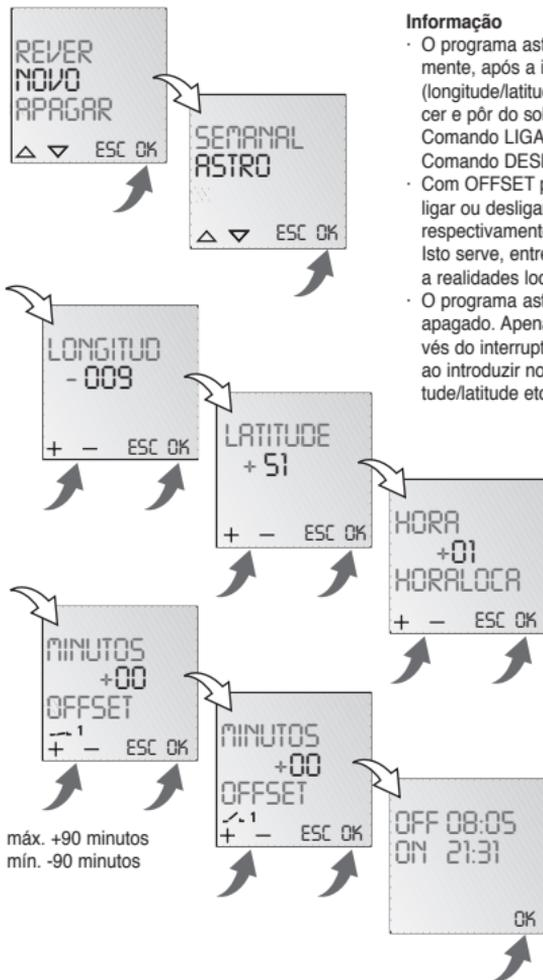 REVER
NOVO
APAGAR
△ ▽ ESC OK
SEMANAL
ASTRO
△ ▽ ESC OK
Informação
· O programa ast
mente, após a i
(longitude/latitud
cer e pôr do sol
Comando LIGA
Comando DESL
· Com OFFSET p
ligar ou desligar
respectivamente
Isto serve, entre
a realidades loc
· O programa ast
apagado. Apena
vés do interrupt
ao introduzir no
tude/latitude etc
LONGITUD
- 009
+ - ESC OK
LATITUDE
+ 51
+ - ESC OK
HORA
+01
HORALOCA
+ - ESC OK
MINUTOS
+00
OFFSET
1
+ - ESC OK
máx. +90 minutos
mín. -90 minutos
MINUTOS
+00
OFFSET
1
+ - ESC OK
OFF 08:05
ON 21:31
OK